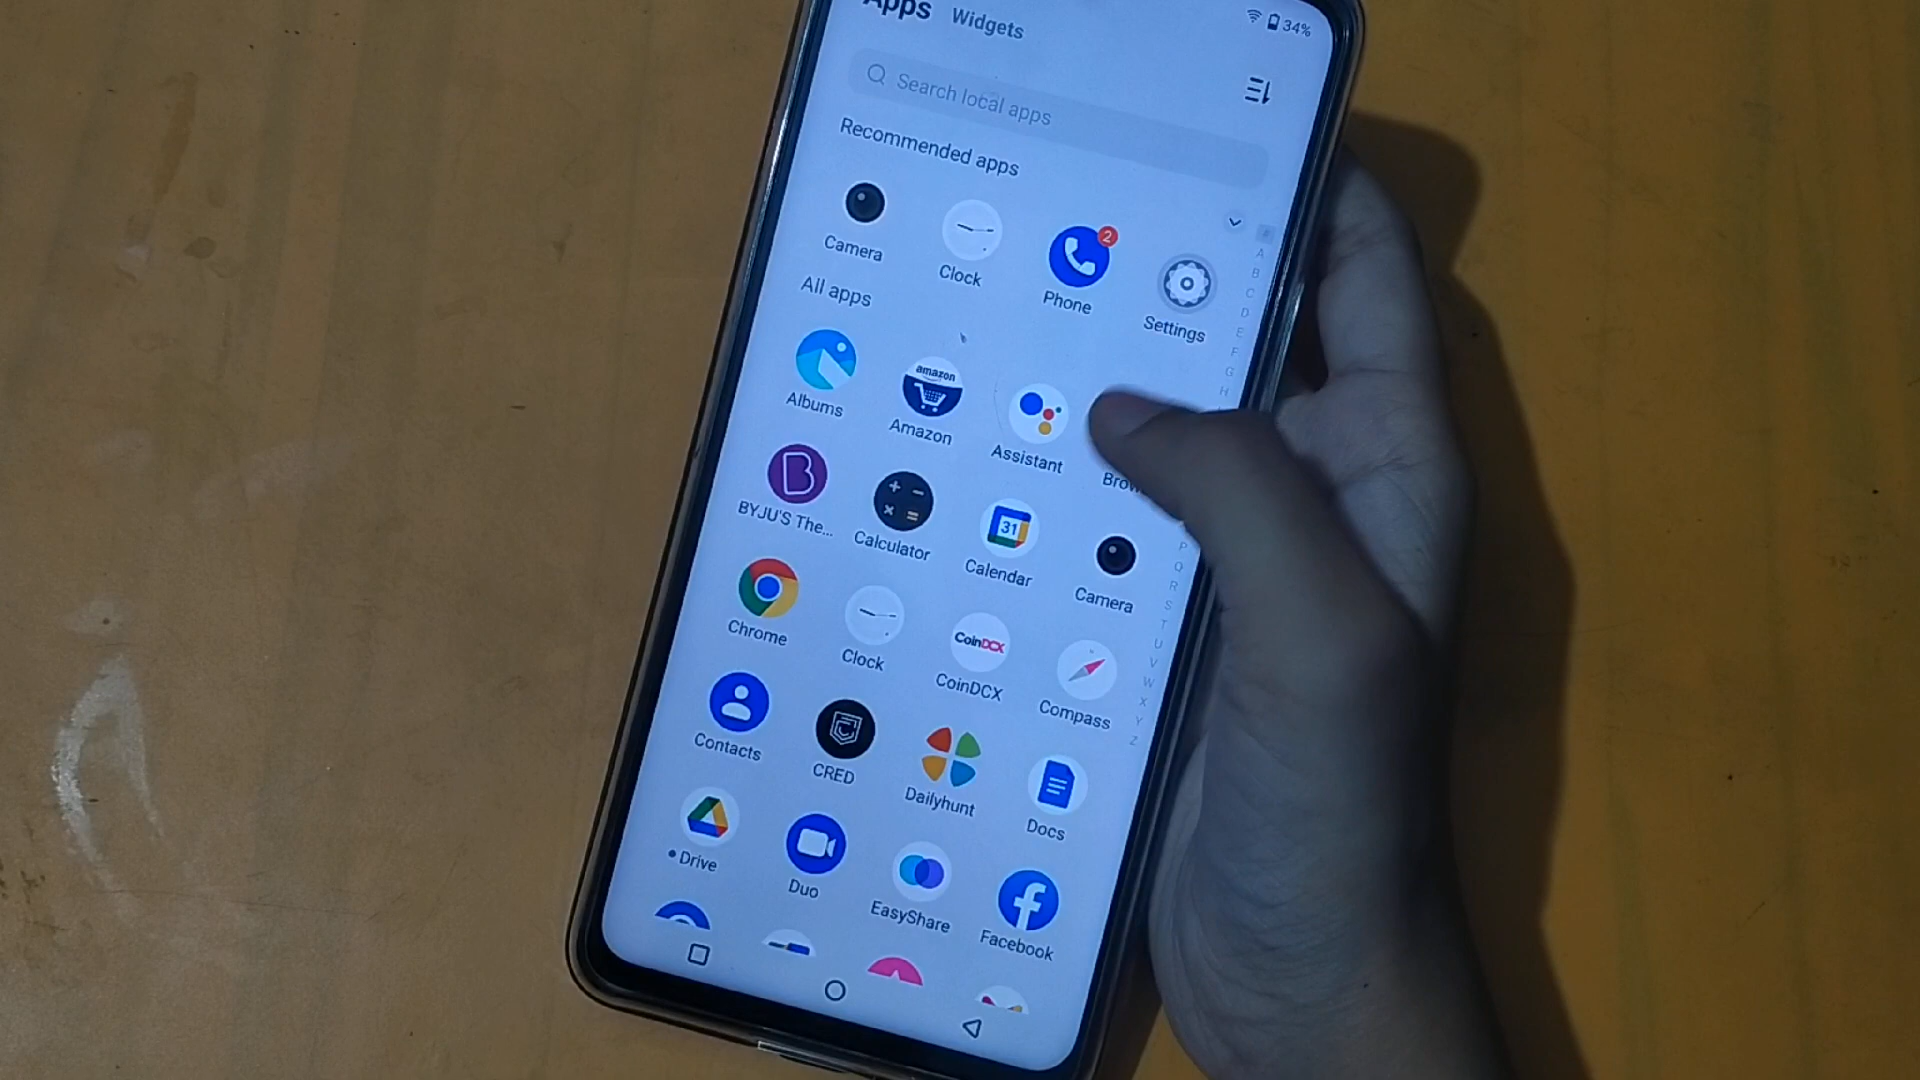 Apps Widgets
34%
Search local apps
Recommended apps
Camera
Clock
2
Phone
Settings
All apps
Albums
amazon
Amazon
Assistant
BYJU'S The...
Calculator
31
Calendar
Camera
Chrome
Clock
CoinDCX
CoinDCX
Compass
Contacts
CRED
Dailyhunt
Docs
Drive
Duo
EasyShare
Facebook
#
A
B
C
D
E
F
G
H
P
Q
R
S
T
U
V
W
X
Y
Z